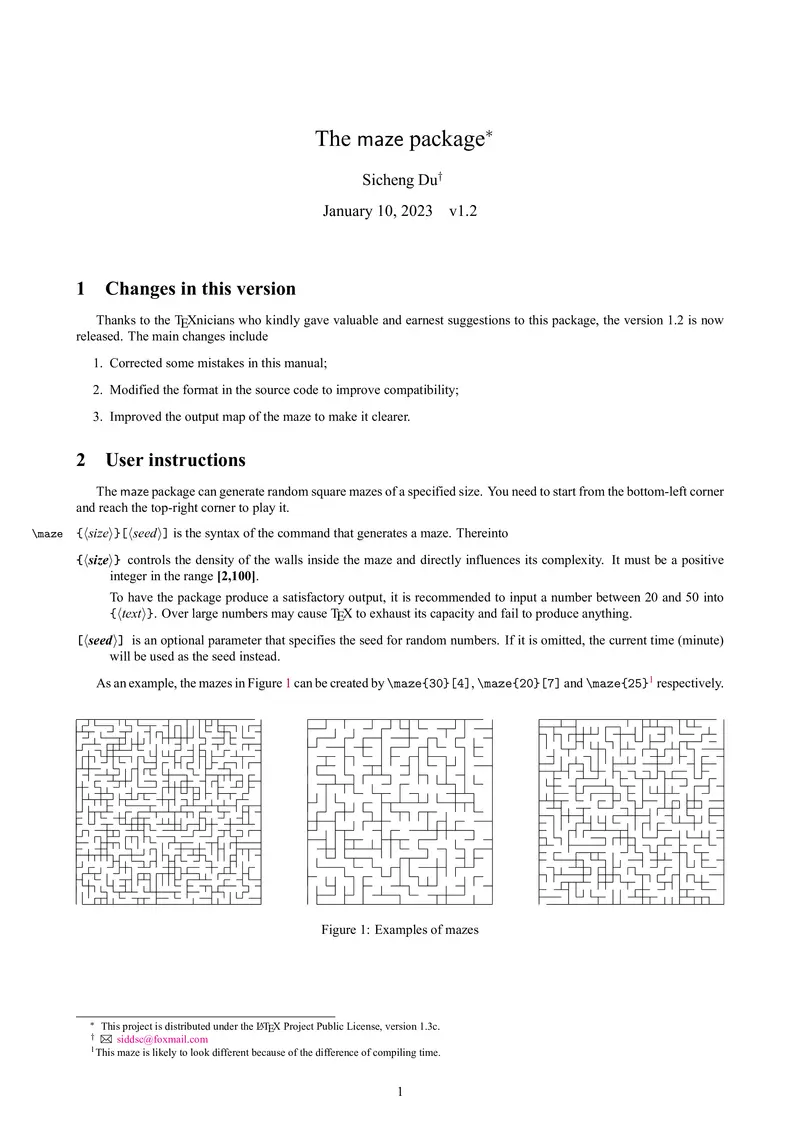 The maze package*
Sicheng Du†
January 10, 2023 v1.2
1 Changes in this version
Thanks to the TEXnicians who kindly gave valuable and earnest suggestions to this package, the version 1.2 is now
released. The main changes include
1. Corrected some mistakes in this manual;
2. Modified the format in the source code to improve compatibility;
3. Improved the output map of the maze to make it clearer.
2 User instructions
The maze package can generate random square mazes of a specified size. You need to start from the bottom-left corner
and reach the top-right corner to play it.
\maze {⟨size⟩}[⟨seed⟩] is the syntax of the command that generates a maze. Thereinto
{⟨size⟩} controls the density of the walls inside the maze and directly influences its complexity. It must be a positive
integer in the range [2,100].
To have the package produce a satisfactory output, it is recommended to input a number between 20 and 50 into
{⟨text⟩}. Over large numbers may cause TEX to exhaust its capacity and fail to produce anything.
[⟨seed⟩] is an optional parameter that specifies the seed for random numbers. If it is omitted, the current time (minute)
will be used as the seed instead.
As an example, the mazes in Figure 1 can be created by \maze{30}[4], \maze{20}[7] and \maze{25}1 respectively.
Figure 1: Examples of mazes
* This project is distributed under the LATEX Project Public License, version 1.3c.
† ✉ siddsc@foxmail.com
1This maze is likely to look different because of the difference of compiling time.
1